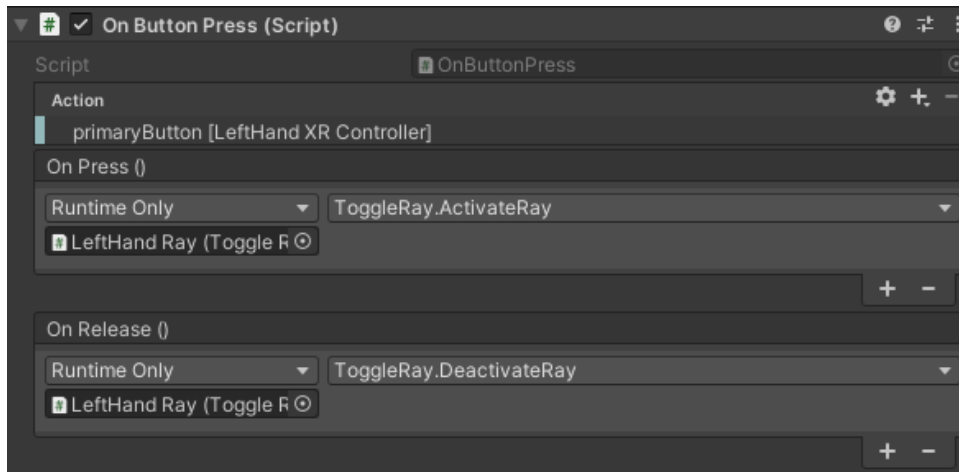 On Button Press (Script)
Script OnButtonPress
Action
primaryButton [LeftHand XR Controller]
On Press ()
Runtime Only ToggleRay.ActivateRay
LeftHand Ray (Toggle R
On Release ()
Runtime Only ToggleRay.DeactivateRay
LeftHand Ray (Toggle R